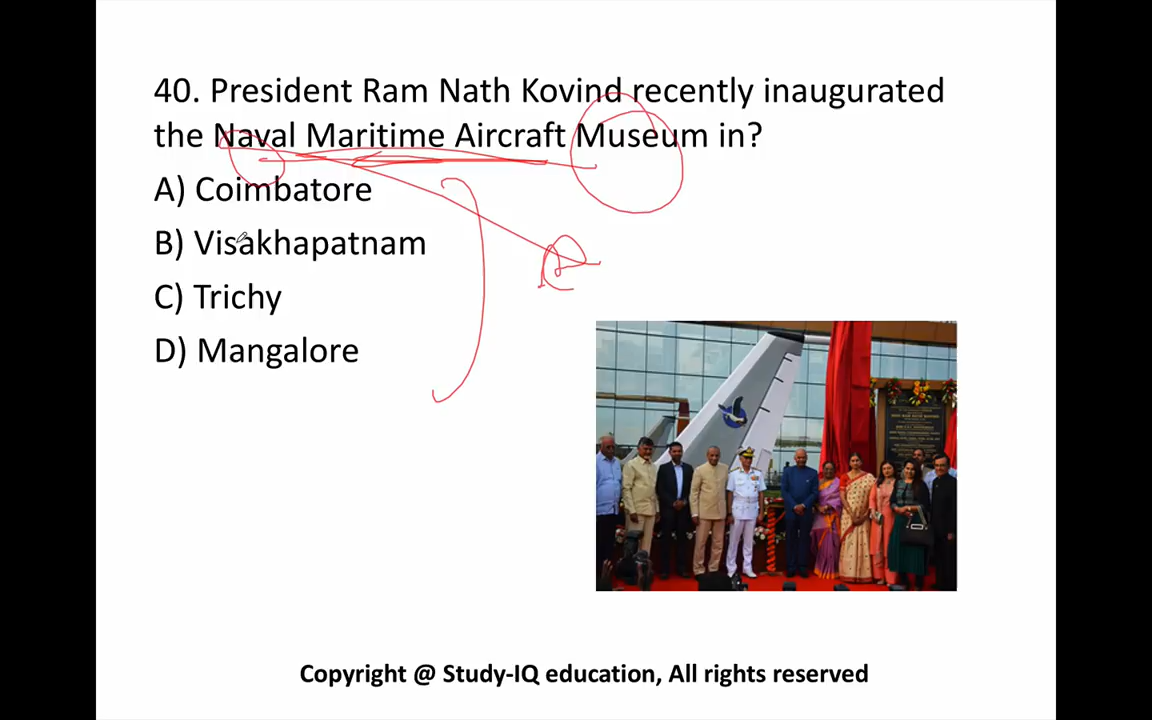 40. President Ram Nath Kovind recently inaugurated
the Naval Maritime Aircraft Museum in?
A) Coimbatore
B) Visakhapatnam
C) Trichy
D) Mangalore
Copyright @ Study-IQ education, All rights reserved